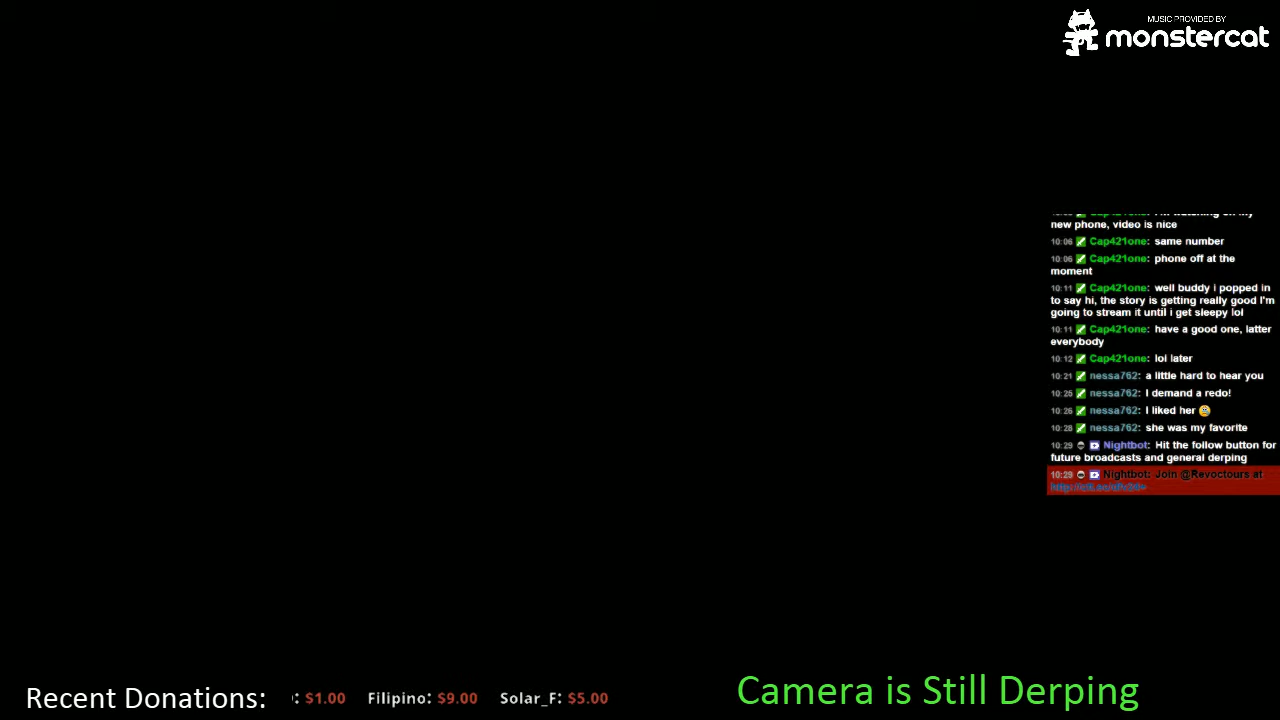 MUSIC PROVIDED BY
monstercat
new phone, video is nice
10:06 Cap421one: same number
10:06 Cap421one: phone off at the
moment
10:11 Cap421one: well buddy i popped in
to say hi, the story is getting really good I'm
going to stream it until i get sleepy lol
10:11 Cap421one: have a good one, latter
everybody
10:12 Cap421one: lol later
10:21 nessa762: a little hard to hear you
10:25 nessa762: I demand a redo!
10:26 nessa762: I liked her
10:28 nessa762: she was my favorite
10:29 Nightbot: Hit the follow button for
future broadcasts and general derping
10:29 Nightbot: Join @Revoctours at
Recent Donations: : $1.00 Filipino: $9.00 Solar_F: $5.00
Camera is Still Derping